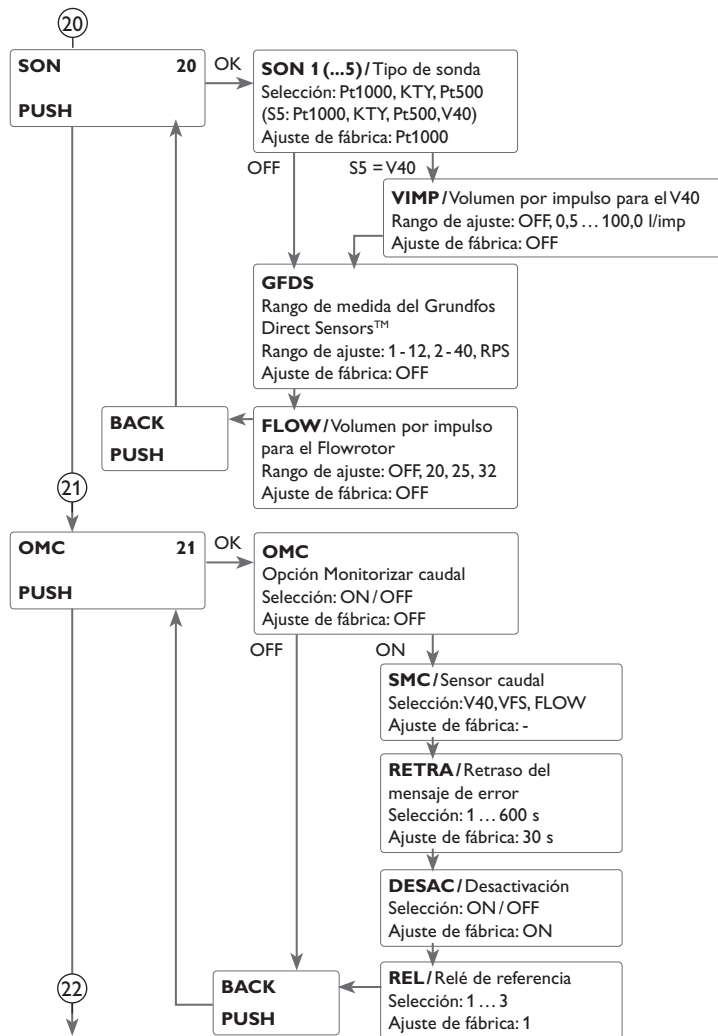 20
SON 20
PUSH
OK
SON 1 (...5) / Tipo de sonda
Selección: Pt1000, KTY, Pt500
(S5: Pt1000, KTY, Pt500, V40)
Ajuste de fábrica: Pt1000
OFF
S5 = V40
VIMP / Volumen por impulso para el V40
Rango de ajuste: OFF, 0,5 … 100,0 l/imp
Ajuste de fábrica: OFF
GFDS
Rango de medida del Grundfos
Direct Sensors™
Rango de ajuste: 1 - 12, 2 - 40, RPS
Ajuste de fábrica: OFF
BACK
PUSH
FLOW / Volumen por impulso
para el Flowrotor
Rango de ajuste: OFF, 20, 25, 32
Ajuste de fábrica: OFF
21
OMC 21
PUSH
OK
OMC
Opción Monitorizar caudal
Selección: ON / OFF
Ajuste de fábrica: OFF
OFF
ON
SMC / Sensor caudal
Selección: V40, VFS, FLOW
Ajuste de fábrica: -
RETRA / Retraso del
mensaje de error
Selección: 1 … 600 s
Ajuste de fábrica: 30 s
DESAC / Desactivación
Selección: ON / OFF
Ajuste de fábrica: ON
22
BACK
PUSH
REL / Relé de referencia
Selección: 1 … 3
Ajuste de fábrica: 1